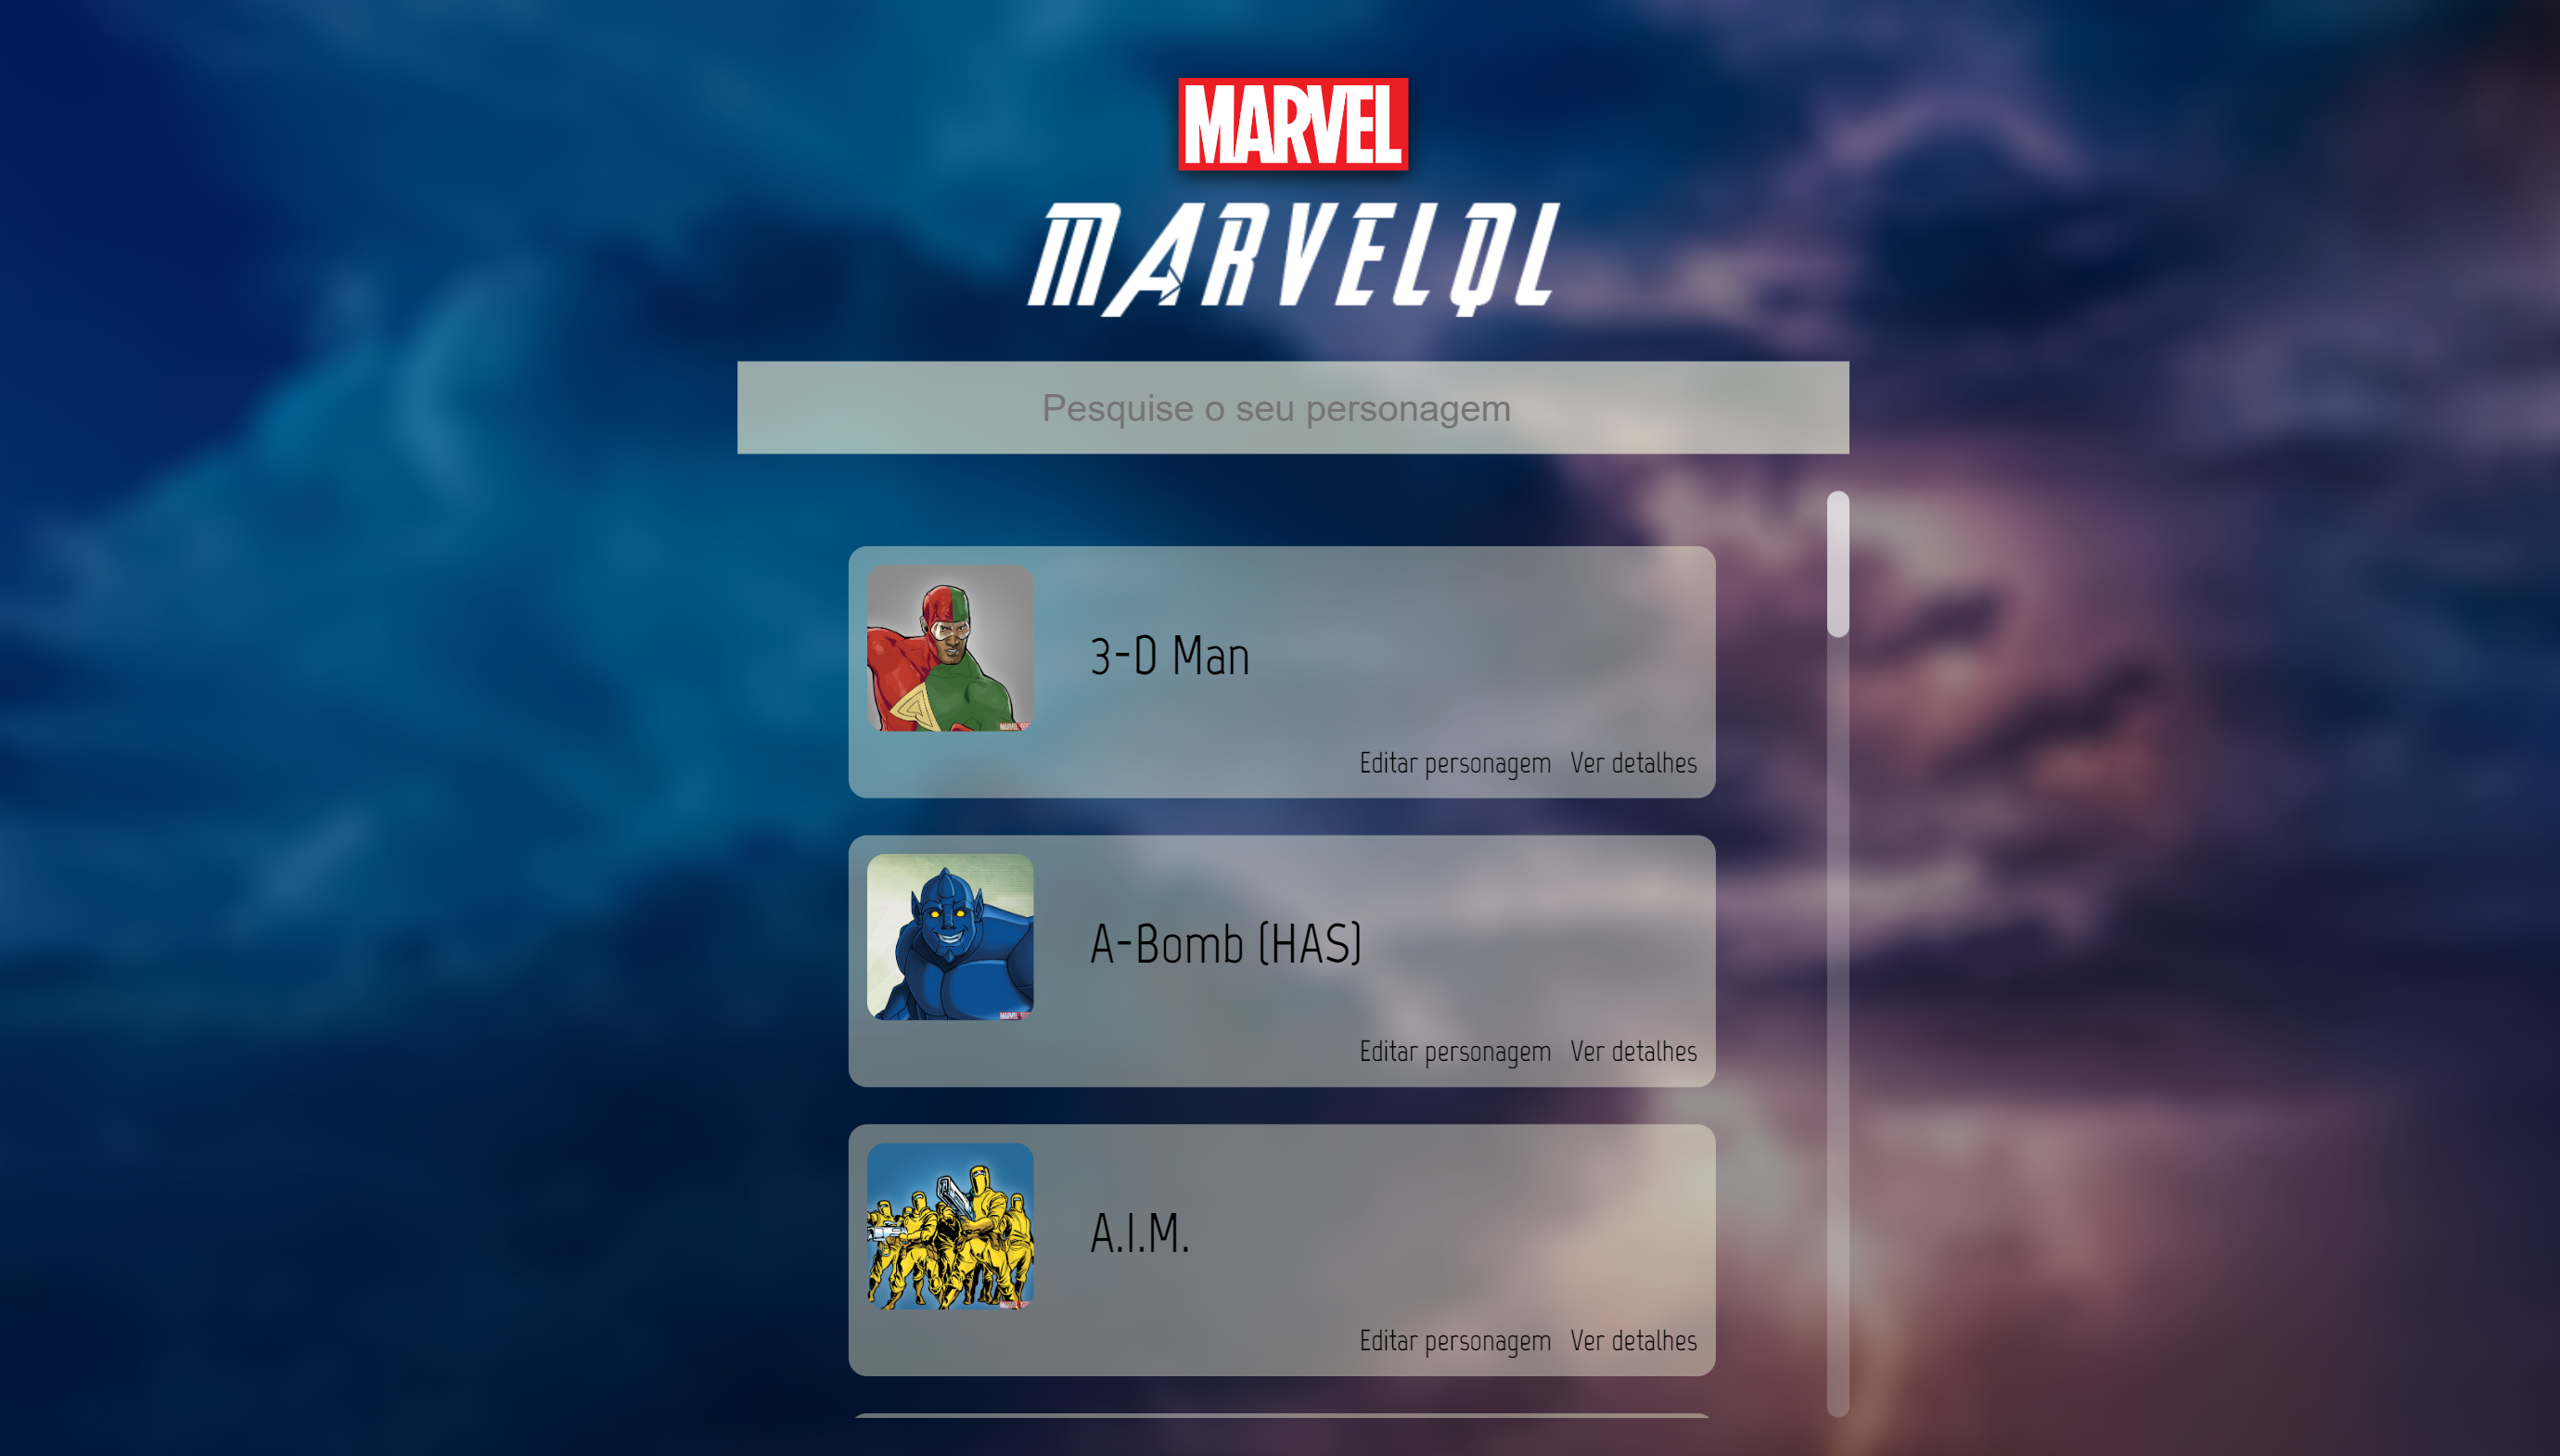 MARVEL
MARVELQL
Pesquise o seu personagem
3-D Man
Editar personagem Ver detalhes
A-Bomb (HAS)
Editar personagem Ver detalhes
A.I.M.
Editar personagem Ver detalhes